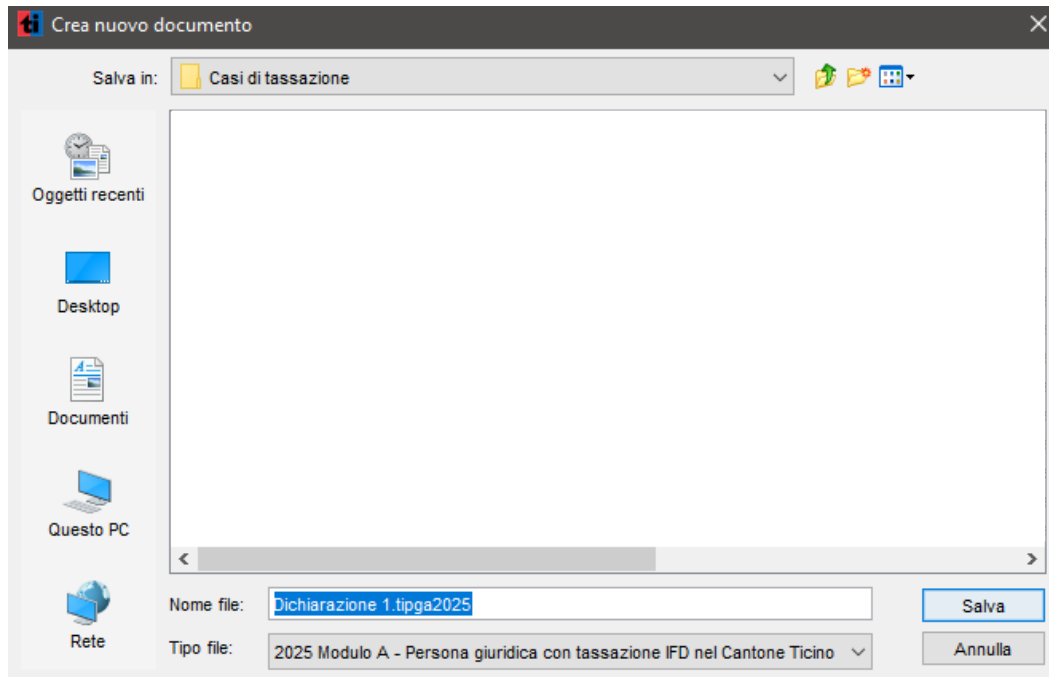 ti Crea nuovo documento
Salva in: Casi di tassazione
Oggetti recenti
Desktop
Documenti
Questo PC
Rete
Nome file: Dichiarazione 1.tipga2025 Salva
Tipo file: 2025 Modulo A - Persona giuridica con tassazione IFD nel Cantone Ticino Annulla